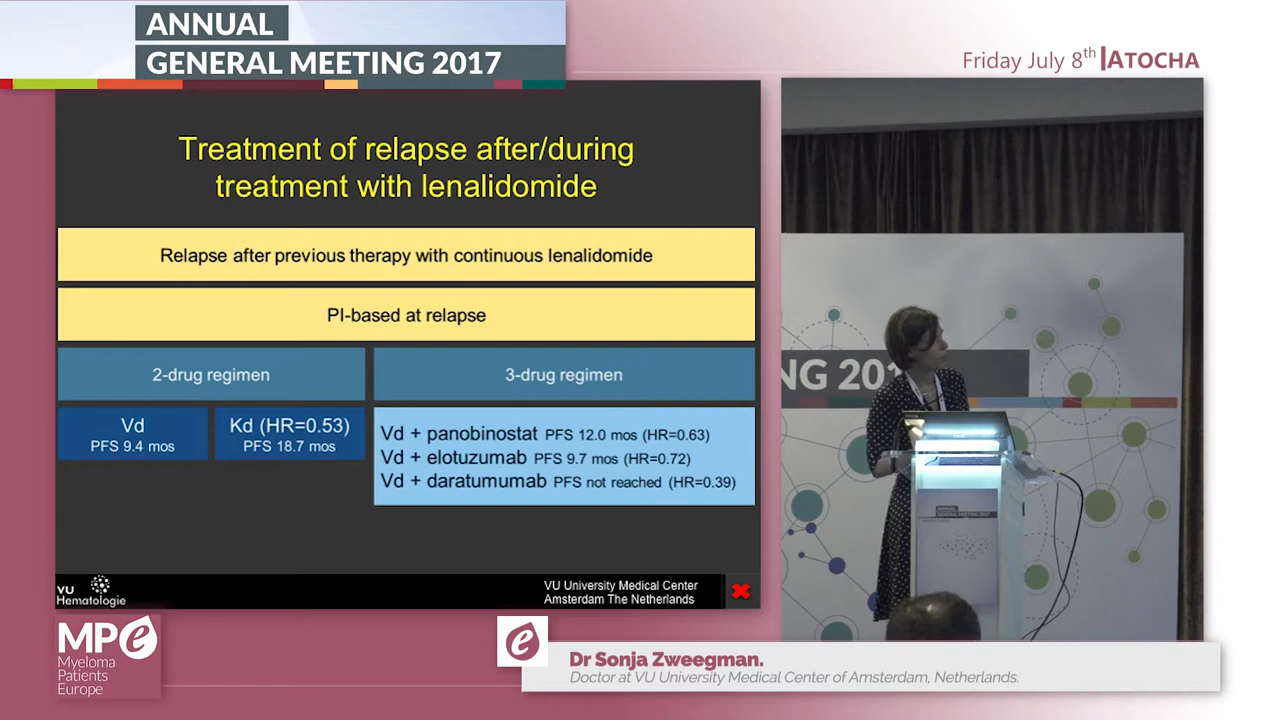 ANNUAL
GENERAL MEETING 2017
Friday July 8th |ATOCHA
Treatment of relapse after/during
treatment with lenalidomide
Relapse after previous therapy with continuous lenalidomide
PI-based at relapse
2-drug regimen
3-drug regimen
Vd
PFS 9.4 mos
Kd (HR=0.53)
PFS 18.7 mos
Vd + panobinostat PFS 12.0 mos (HR=0.63)
Vd + elotuzumab PFS 9.7 mos (HR=0.72)
Vd + daratumumab PFS not reached (HR=0.39)
VU
Hematologie
VU University Medical Center
Amsterdam The Netherlands
NG 201
ANNUAL
GENERAL MEETING 2017
MPe
Myeloma
Patients
Europe
e
Dr Sonja Zweegman.
Doctor at VU University Medical Center of Amsterdam, Netherlands.